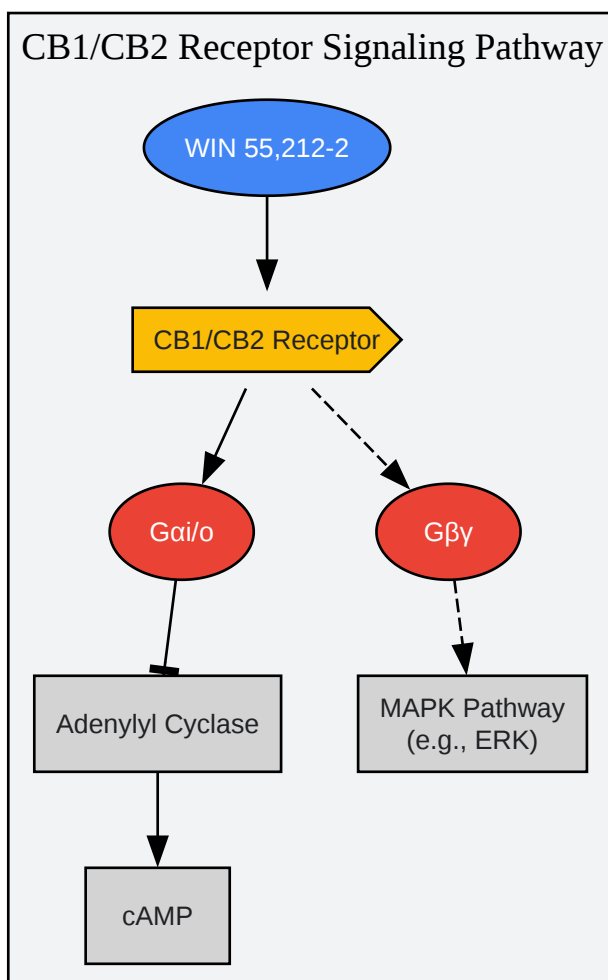 CB1/CB2 Receptor Signaling Pathway
WIN 55,212-2
CB1/CB2 Receptor
Gαi/o
Gβγ
Adenylyl Cyclase
MAPK Pathway
(e.g., ERK)
cAMP